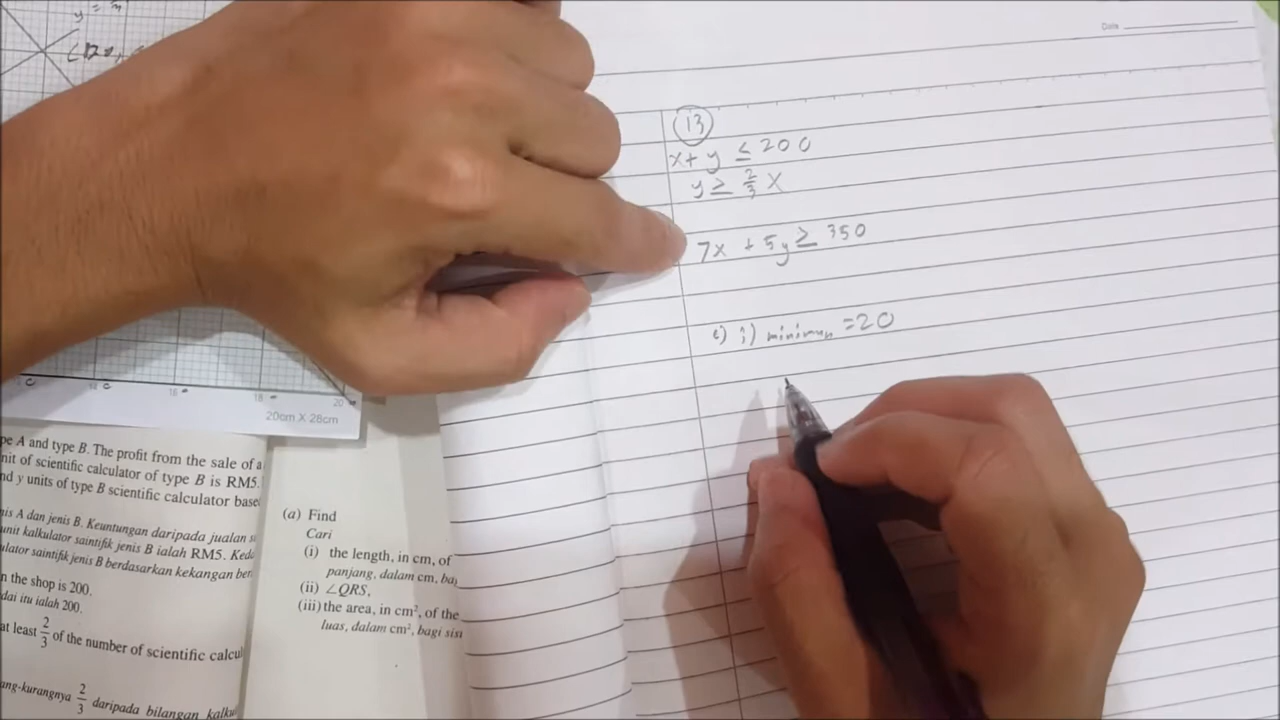 Date
(13)
x + y ≤ 200
y ≥ 2/3 x
7x + 5y ≥ 350
c) i) minimum = 20
16
18
20
20cm X 28cm
pe A and type B. The profit from the sale of a
nit of scientific calculator of type B is RM5.
nd y units of type B scientific calculator base
nis A dan jenis B. Keuntungan daripada jualan s
unit kalkulator saintifik jenis B ialah RM5. Keda
ulator saintifik jenis B berdasarkan kekangan ber
n the shop is 200.
dai itu ialah 200.
at least 2/3 of the number of scientific calcul
ang-kurangnya 2/3 daripada bilangan kalku
(a) Find
Cari
(i) the length, in cm, of
panjang, dalam cm, ba
(ii) ∠QRS,
(iii) the area, in cm², of the
luas, dalam cm², bagi sisi